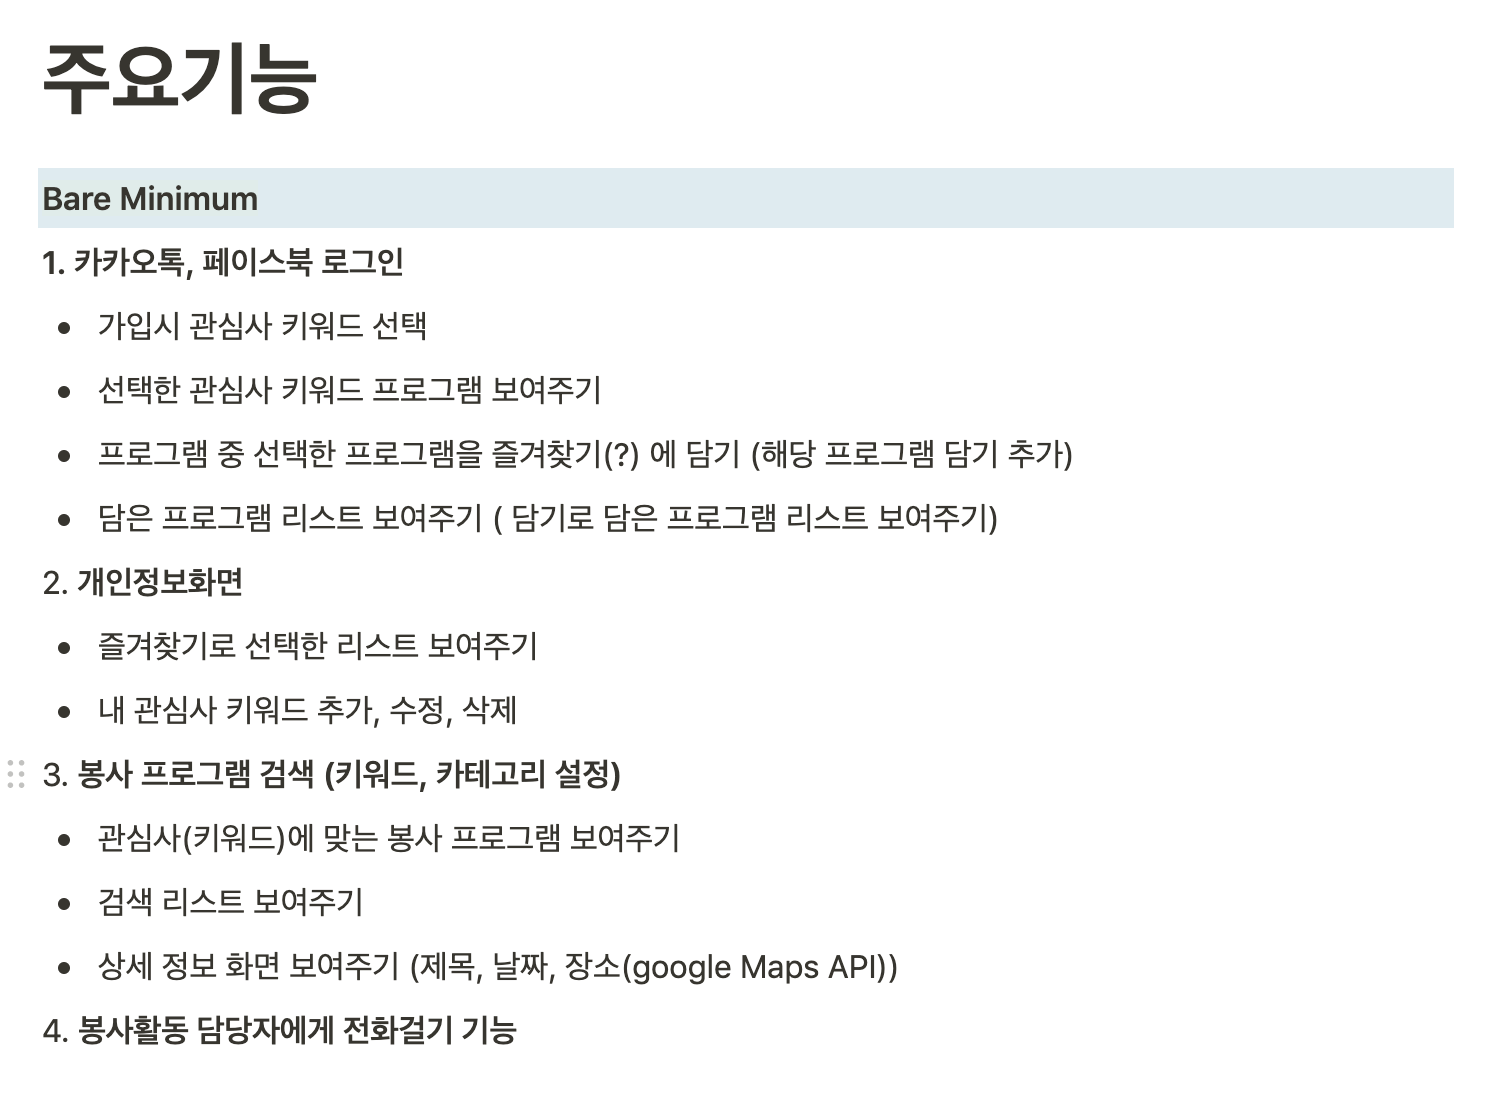 주요기능
Bare Minimum
1. 카카오톡, 페이스북 로그인
• 가입시 관심사 키워드 선택
• 선택한 관심사 키워드 프로그램 보여주기
• 프로그램 중 선택한 프로그램을 즐겨찾기(?) 에 담기 (해당 프로그램 담기 추가)
• 담은 프로그램 리스트 보여주기 ( 담기로 담은 프로그램 리스트 보여주기)
2. 개인정보화면
• 즐겨찾기로 선택한 리스트 보여주기
• 내 관심사 키워드 추가, 수정, 삭제
3. 봉사 프로그램 검색 (키워드, 카테고리 설정)
• 관심사(키워드)에 맞는 봉사 프로그램 보여주기
• 검색 리스트 보여주기
• 상세 정보 화면 보여주기 (제목, 날짜, 장소(google Maps API))
4. 봉사활동 담당자에게 전화걸기 기능